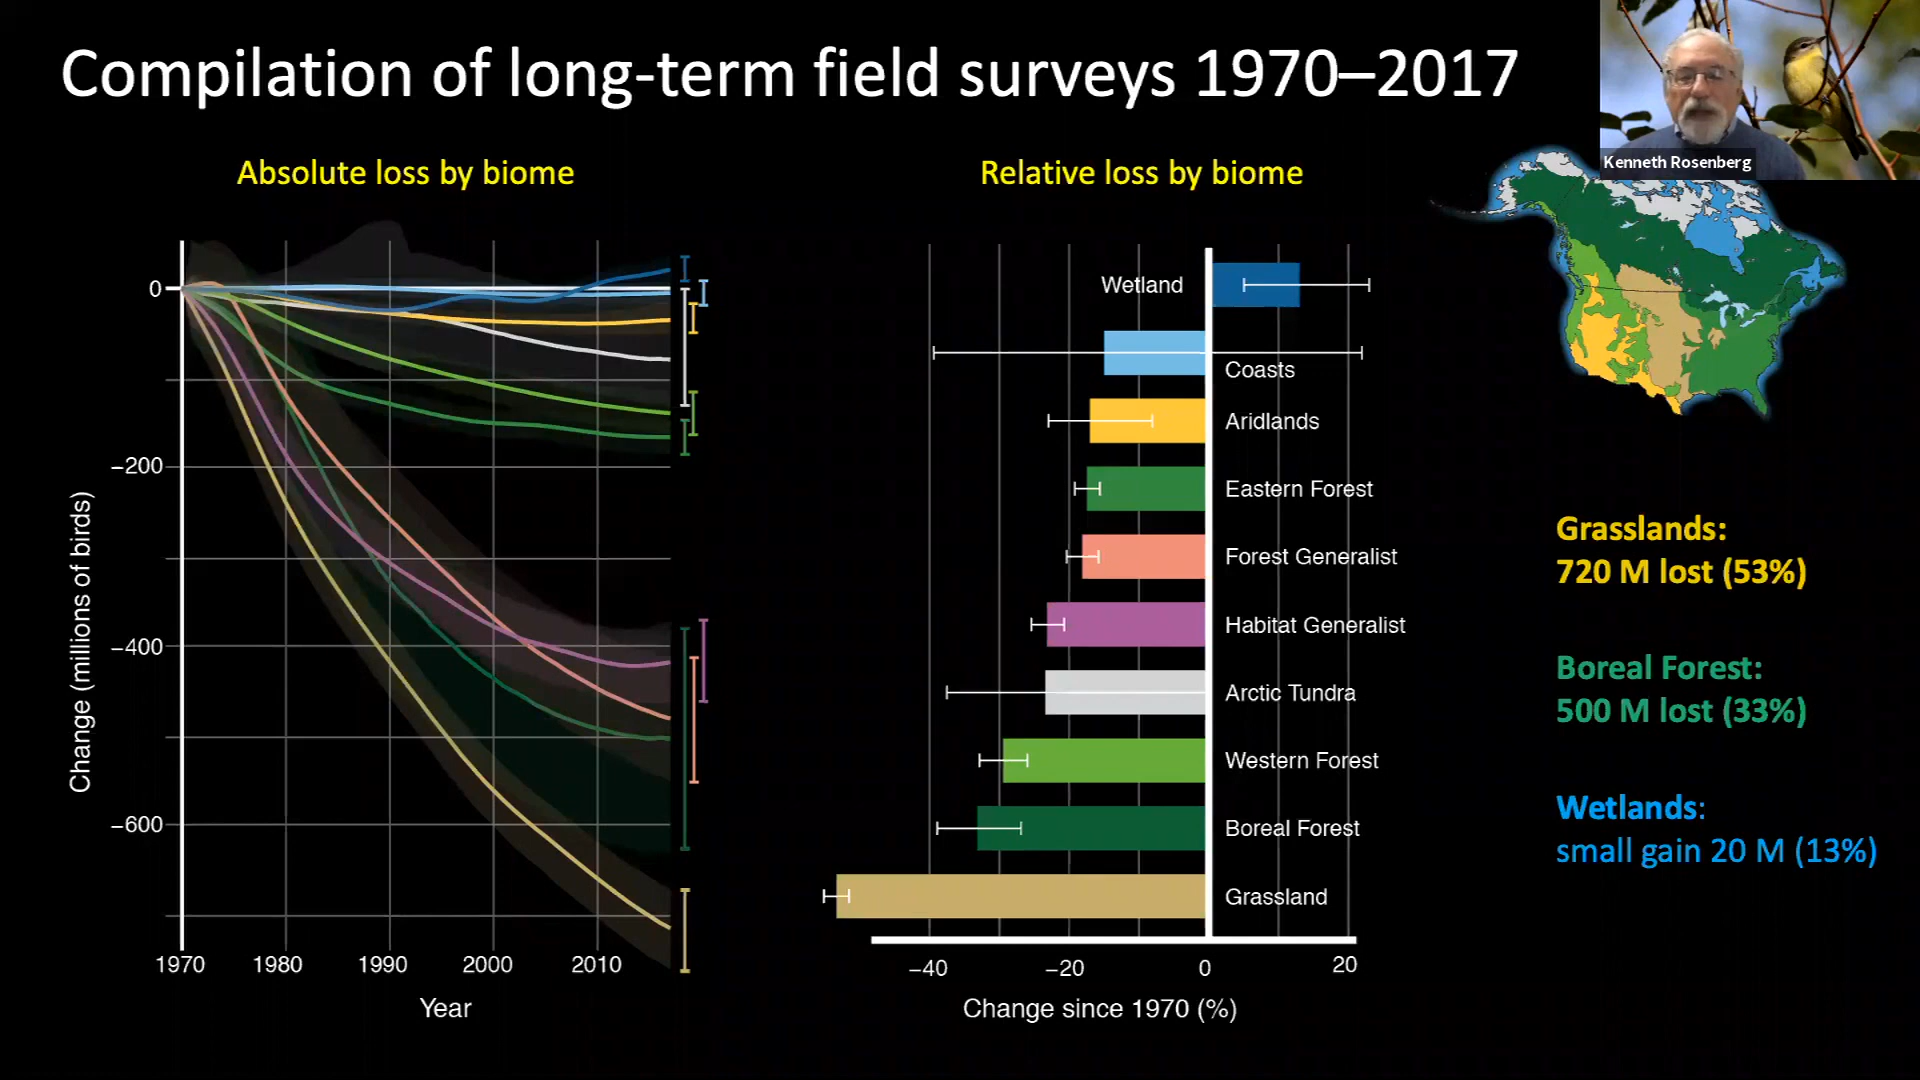 Compilation of long-term field surveys 1970–2017
Kenneth Rosenberg
Absolute loss by biome
Change (millions of birds)
0
−200
−400
−600
1970 1980 1990 2000 2010
Year
Relative loss by biome
Wetland
Coasts
Aridlands
Eastern Forest
Forest Generalist
Habitat Generalist
Arctic Tundra
Western Forest
Boreal Forest
Grassland
−40 −20 0 20
Change since 1970 (%)
Grasslands:
720 M lost (53%)
Boreal Forest:
500 M lost (33%)
Wetlands:
small gain 20 M (13%)